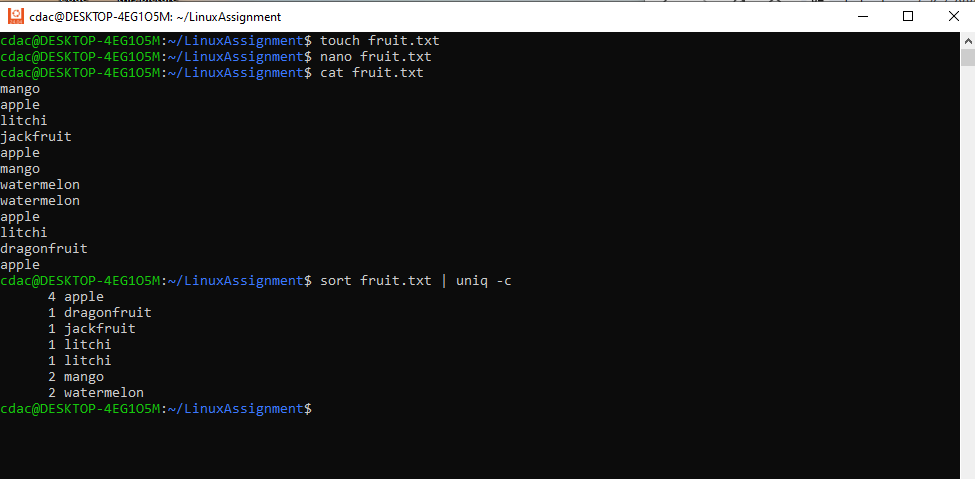 cdac@DESKTOP-4EG1O5M: ~/LinuxAssignment
cdac@DESKTOP-4EG1O5M:~/LinuxAssignment$ touch fruit.txt
cdac@DESKTOP-4EG1O5M:~/LinuxAssignment$ nano fruit.txt
cdac@DESKTOP-4EG1O5M:~/LinuxAssignment$ cat fruit.txt
mango
apple
litchi
jackfruit
apple
mango
watermelon
watermelon
apple
litchi
dragonfruit
apple
cdac@DESKTOP-4EG1O5M:~/LinuxAssignment$ sort fruit.txt | uniq -c
      4 apple
      1 dragonfruit
      1 jackfruit
      1 litchi
      1 litchi
      2 mango
      2 watermelon
cdac@DESKTOP-4EG1O5M:~/LinuxAssignment$